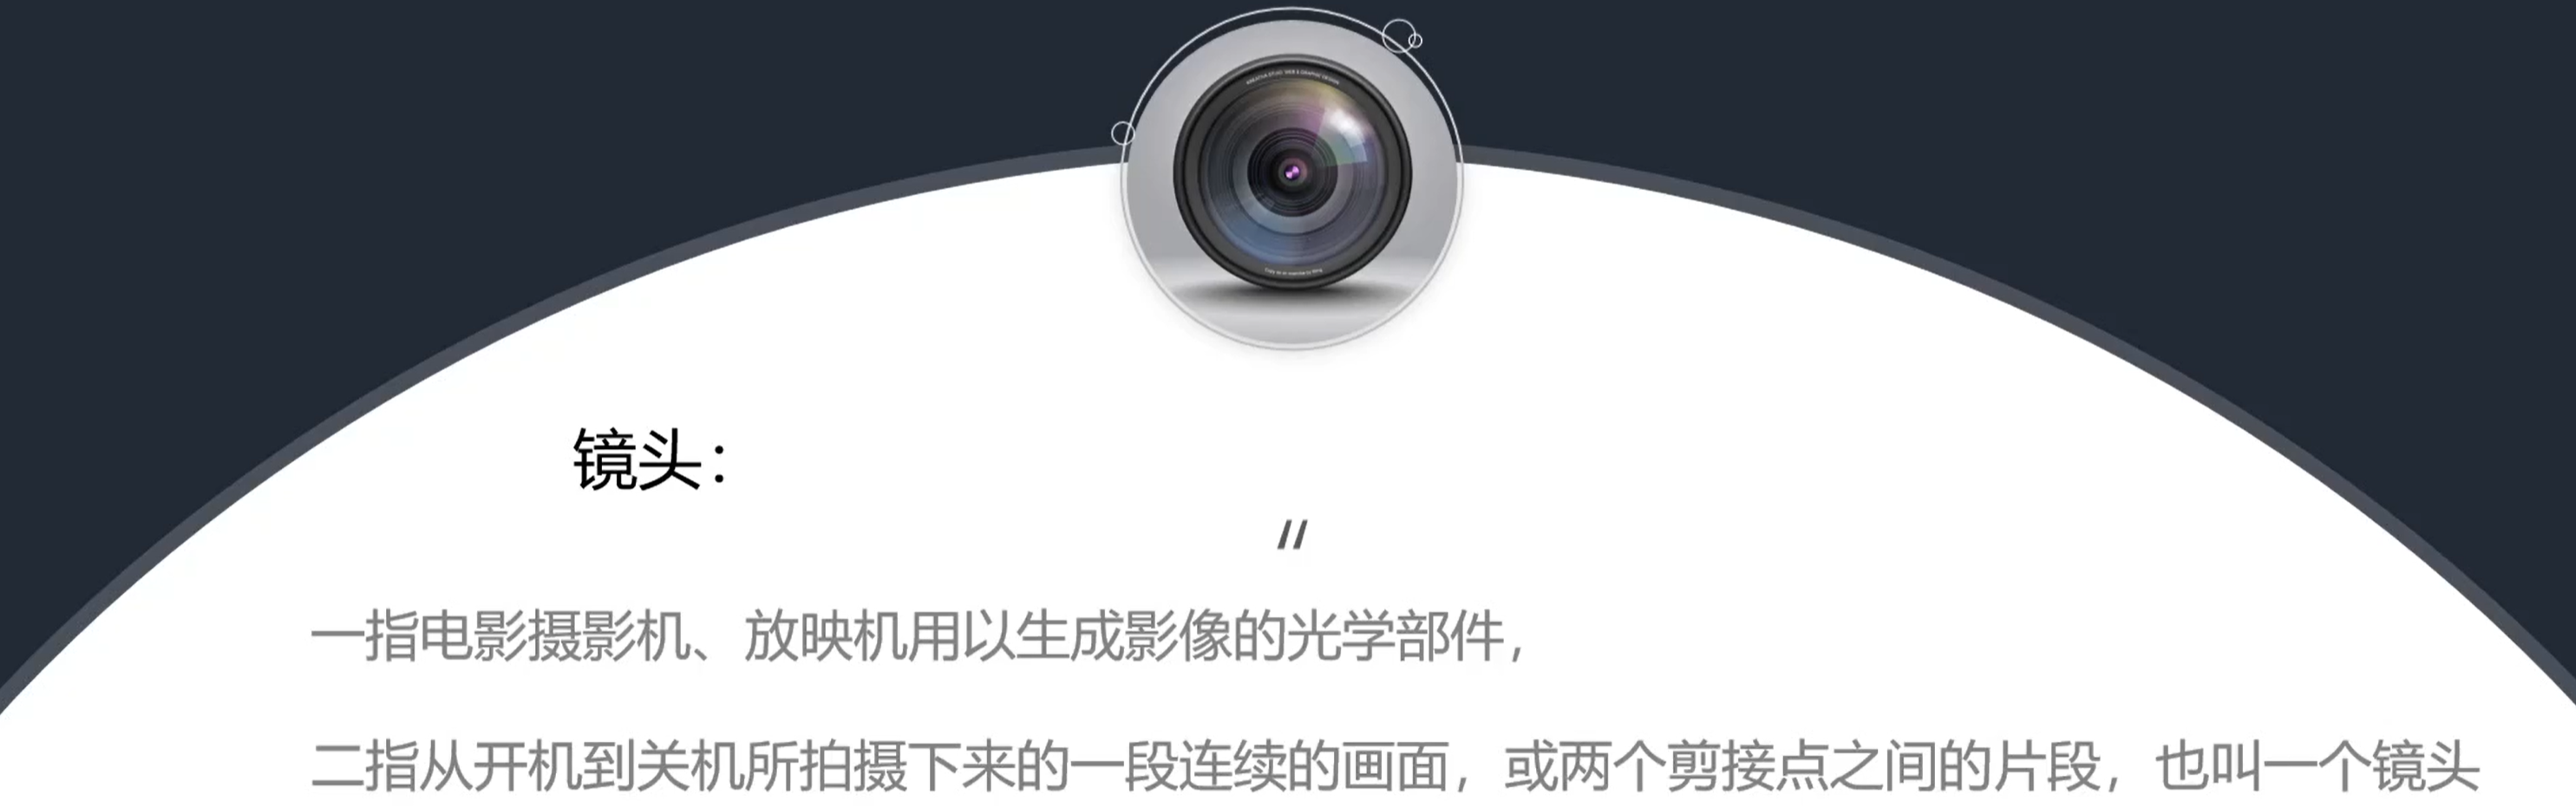 镜头：
〃
一指电影摄影机、放映机用以生成影像的光学部件，
二指从开机到关机所拍摄下来的一段连续的画面，或两个剪接点之间的片段，也叫一个镜头